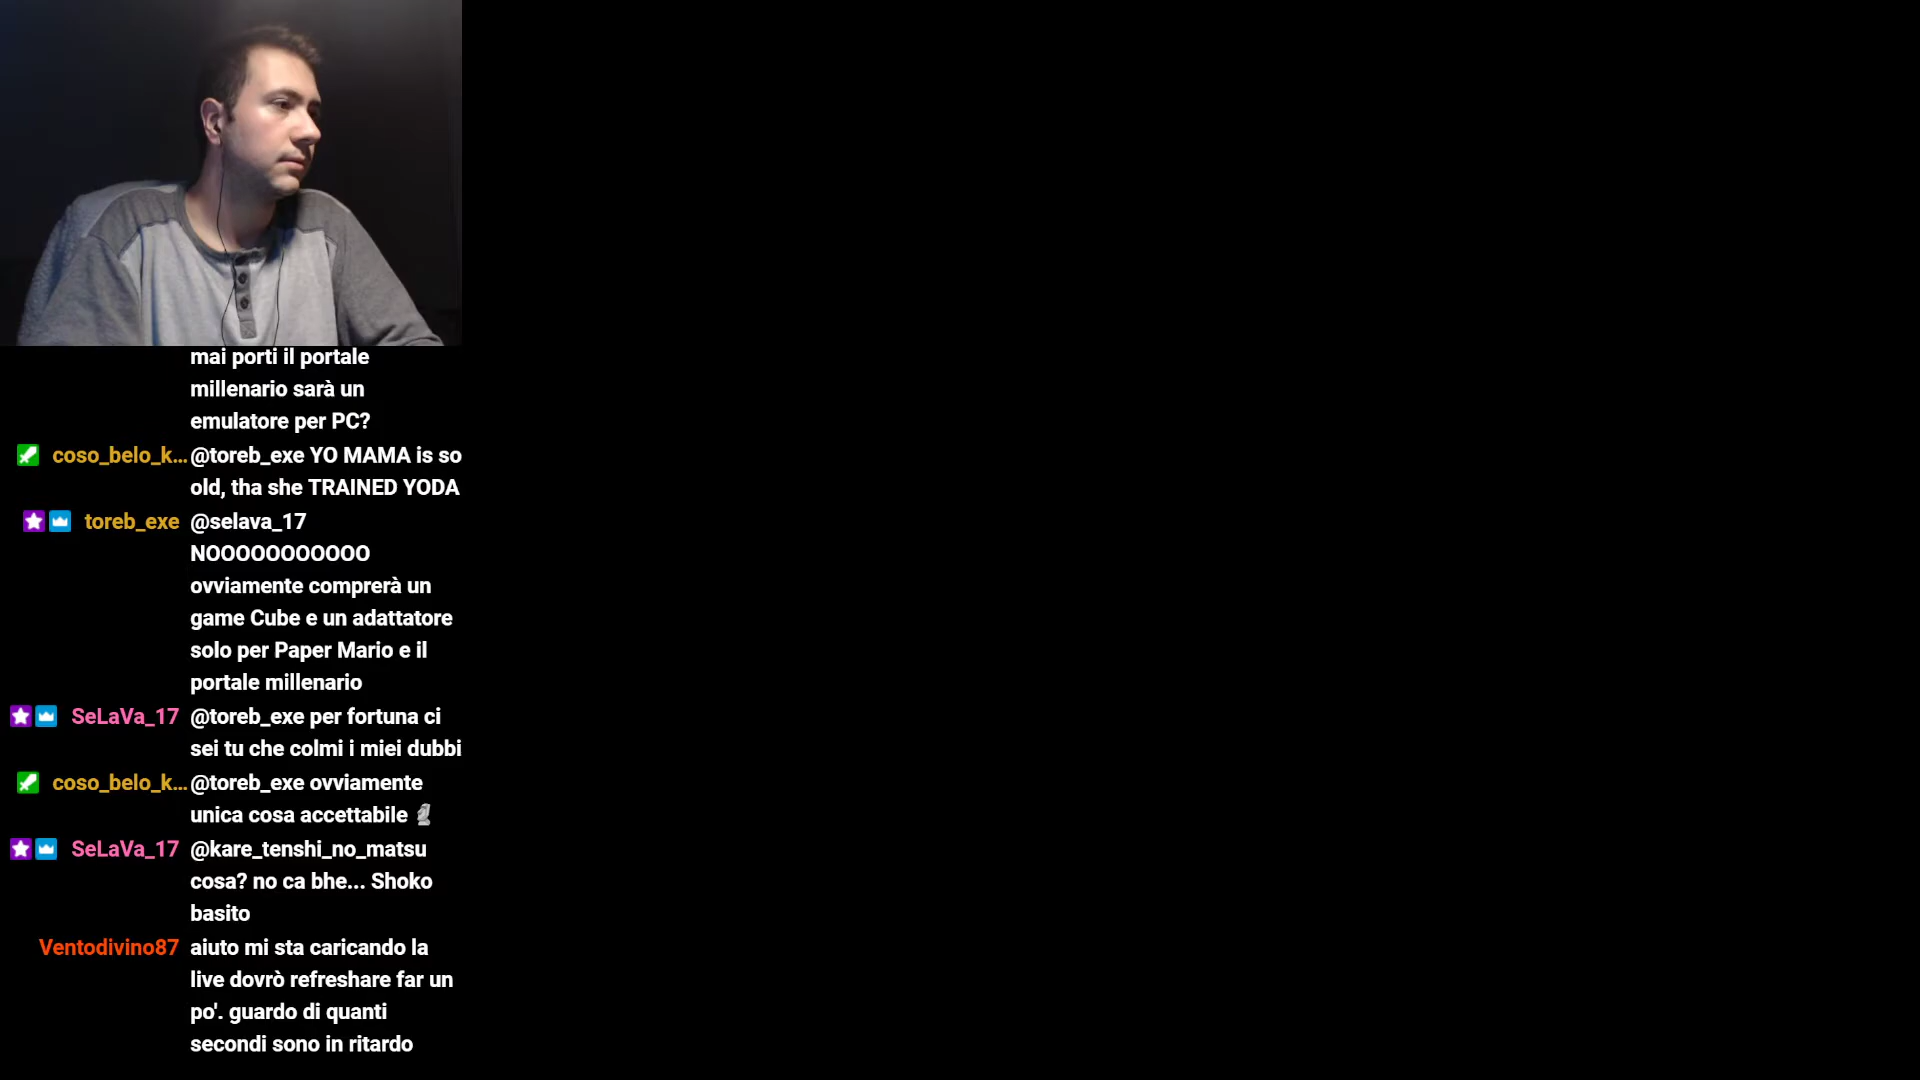 mai porti il portale
millenario sarà un
emulatore per PC?
coso_belo_k... @toreb_exe YO MAMA is so
old, tha she TRAINED YODA
toreb_exe @selava_17
NOOOOOOOOOOO
ovviamente comprerà un
game Cube e un adattatore
solo per Paper Mario e il
portale millenario
SeLaVa_17 @toreb_exe per fortuna ci
sei tu che colmi i miei dubbi
coso_belo_k... @toreb_exe ovviamente
unica cosa accettabile 🗿
SeLaVa_17 @kare_tenshi_no_matsu
cosa? no ca bhe... Shoko
basito
Ventodivino87 aiuto mi sta caricando la
live dovrò refreshare far un
po'. guardo di quanti
secondi sono in ritardo